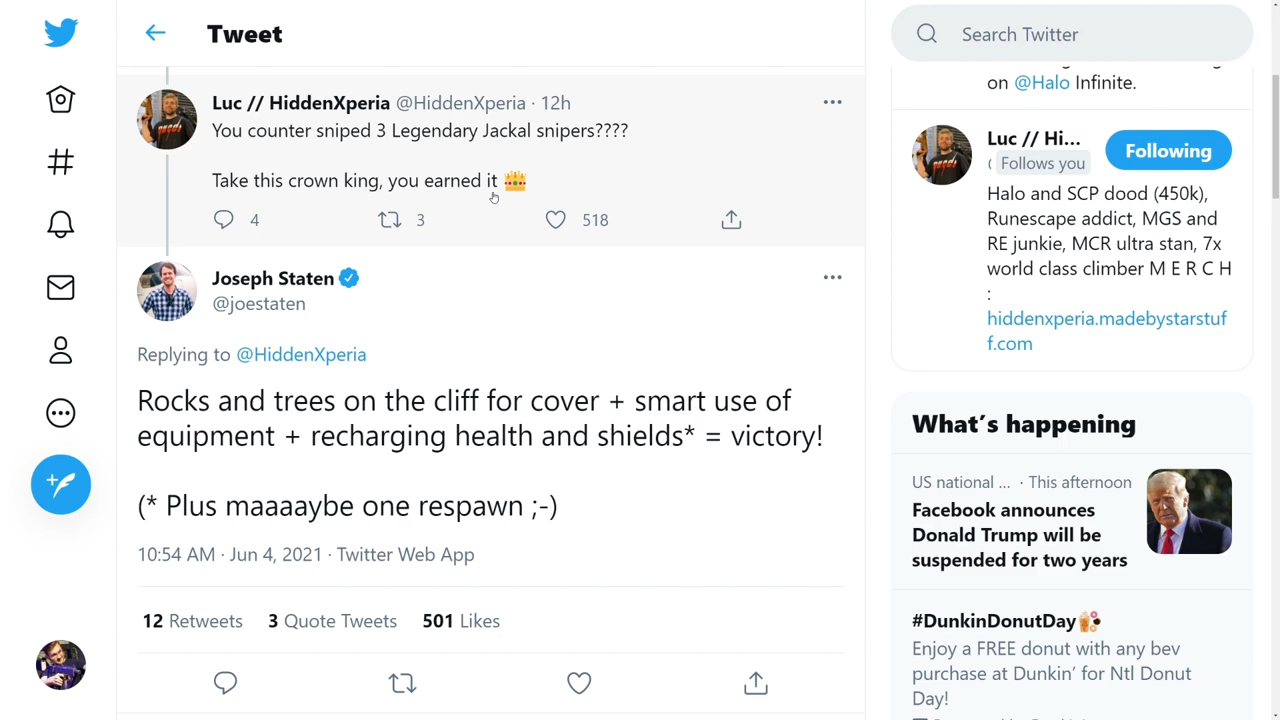 Tweet
Luc // HiddenXperia @HiddenXperia · 12h
You counter sniped 3 Legendary Jackal snipers????
Take this crown king, you earned it 👑
4 3 518
Joseph Staten
@joestaten
Replying to @HiddenXperia
Rocks and trees on the cliff for cover + smart use of
equipment + recharging health and shields* = victory!
(* Plus maaaaybe one respawn ;-)
10:54 AM · Jun 4, 2021 · Twitter Web App
12 Retweets 3 Quote Tweets 501 Likes
Search Twitter
on @Halo Infinite.
Luc // Hi...
Follows you
Following
Halo and SCP dood (450k),
Runescape addict, MGS and
RE junkie, MCR ultra stan, 7x
world class climber M E R C H
:
hiddenxperia.madebystarstuf
f.com
What's happening
US national ... · This afternoon
Facebook announces
Donald Trump will be
suspended for two years
#DunkinDonutDay
Enjoy a FREE donut with any bev
purchase at Dunkin' for Ntl Donut
Day!